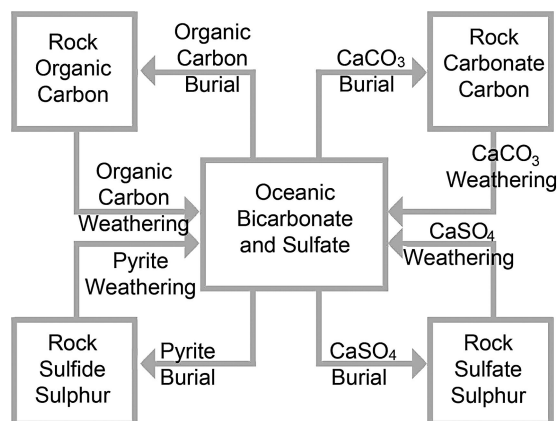 Rock
Organic
Carbon
Organic
Carbon
Burial
CaCO₃
Burial
Rock
Carbonate
Carbon
Organic
Carbon
Weathering
Oceanic
Bicarbonate
and Sulfate
CaCO₃
Weathering
Pyrite
Weathering
CaSO₄
Weathering
Rock
Sulfide
Sulphur
Pyrite
Burial
CaSO₄
Burial
Rock
Sulfate
Sulphur